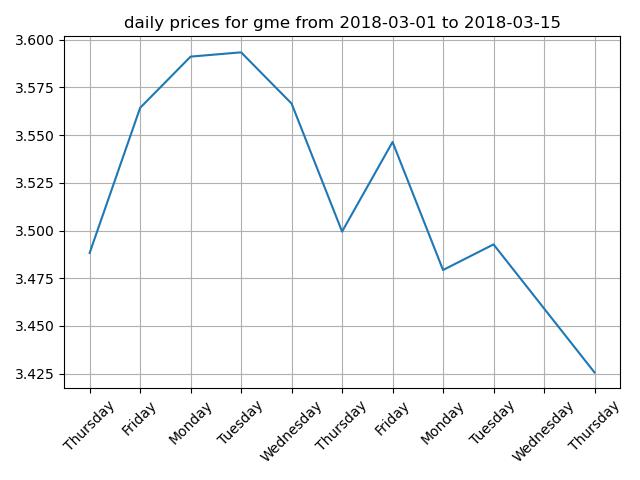 daily prices for gme from 2018-03-01 to 2018-03-15
3.600
3.575
3.550
3.525
3.500
3.475
3.450
3.425
Thursday
Friday
Monday
Tuesday
Wednesday
Thursday
Friday
Monday
Tuesday
Wednesday
Thursday